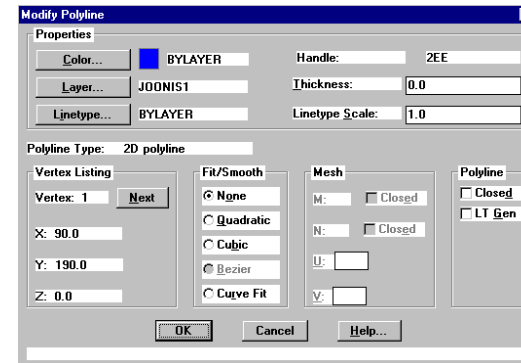 Modify Polyline
Properties
Color... BYLAYER Handle: 2EE
Layer... JOONIS1 Thickness: 0.0
Linetype... BYLAYER Linetype Scale: 1.0
Polyline Type: 2D polyline
Vertex Listing Fit/Smooth Mesh Polyline
Vertex: 1 Next None M: Closed Closed
Quadratic N: Closed LT Gen
X: 90.0 Cubic
Y: 190.0 Bezier U:
Z: 0.0 Curve Fit V:
OK Cancel Help...